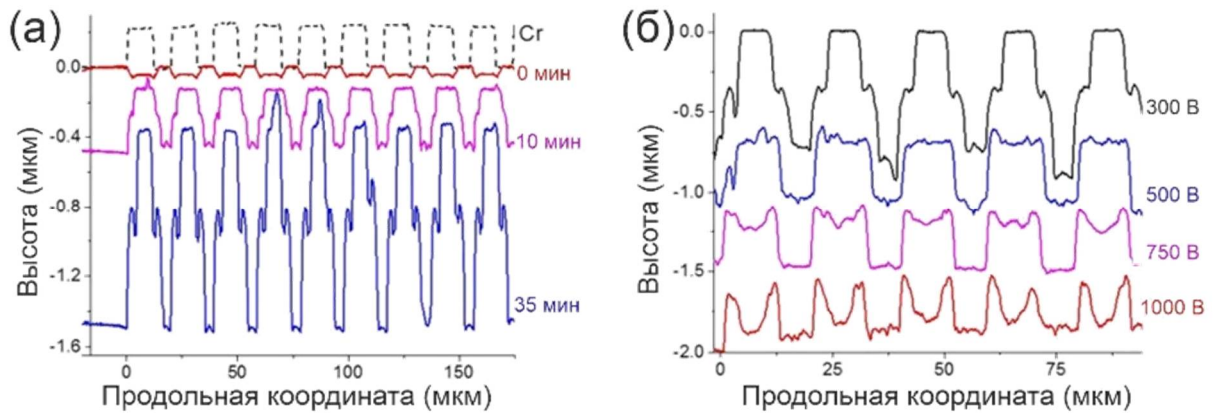 (а)
Cr
0.0
0 мин
-0.4
10 мин
-0.8
-1.2
35 мин
-1.6
0 50 100 150
Высота (мкм)
Продольная координата (мкм)
(б)
0.0
-0.5
300 В
-1.0
500 В
-1.5
750 В
1000 В
-2.0
0 25 50 75
Высота (мкм)
Продольная координата (мкм)